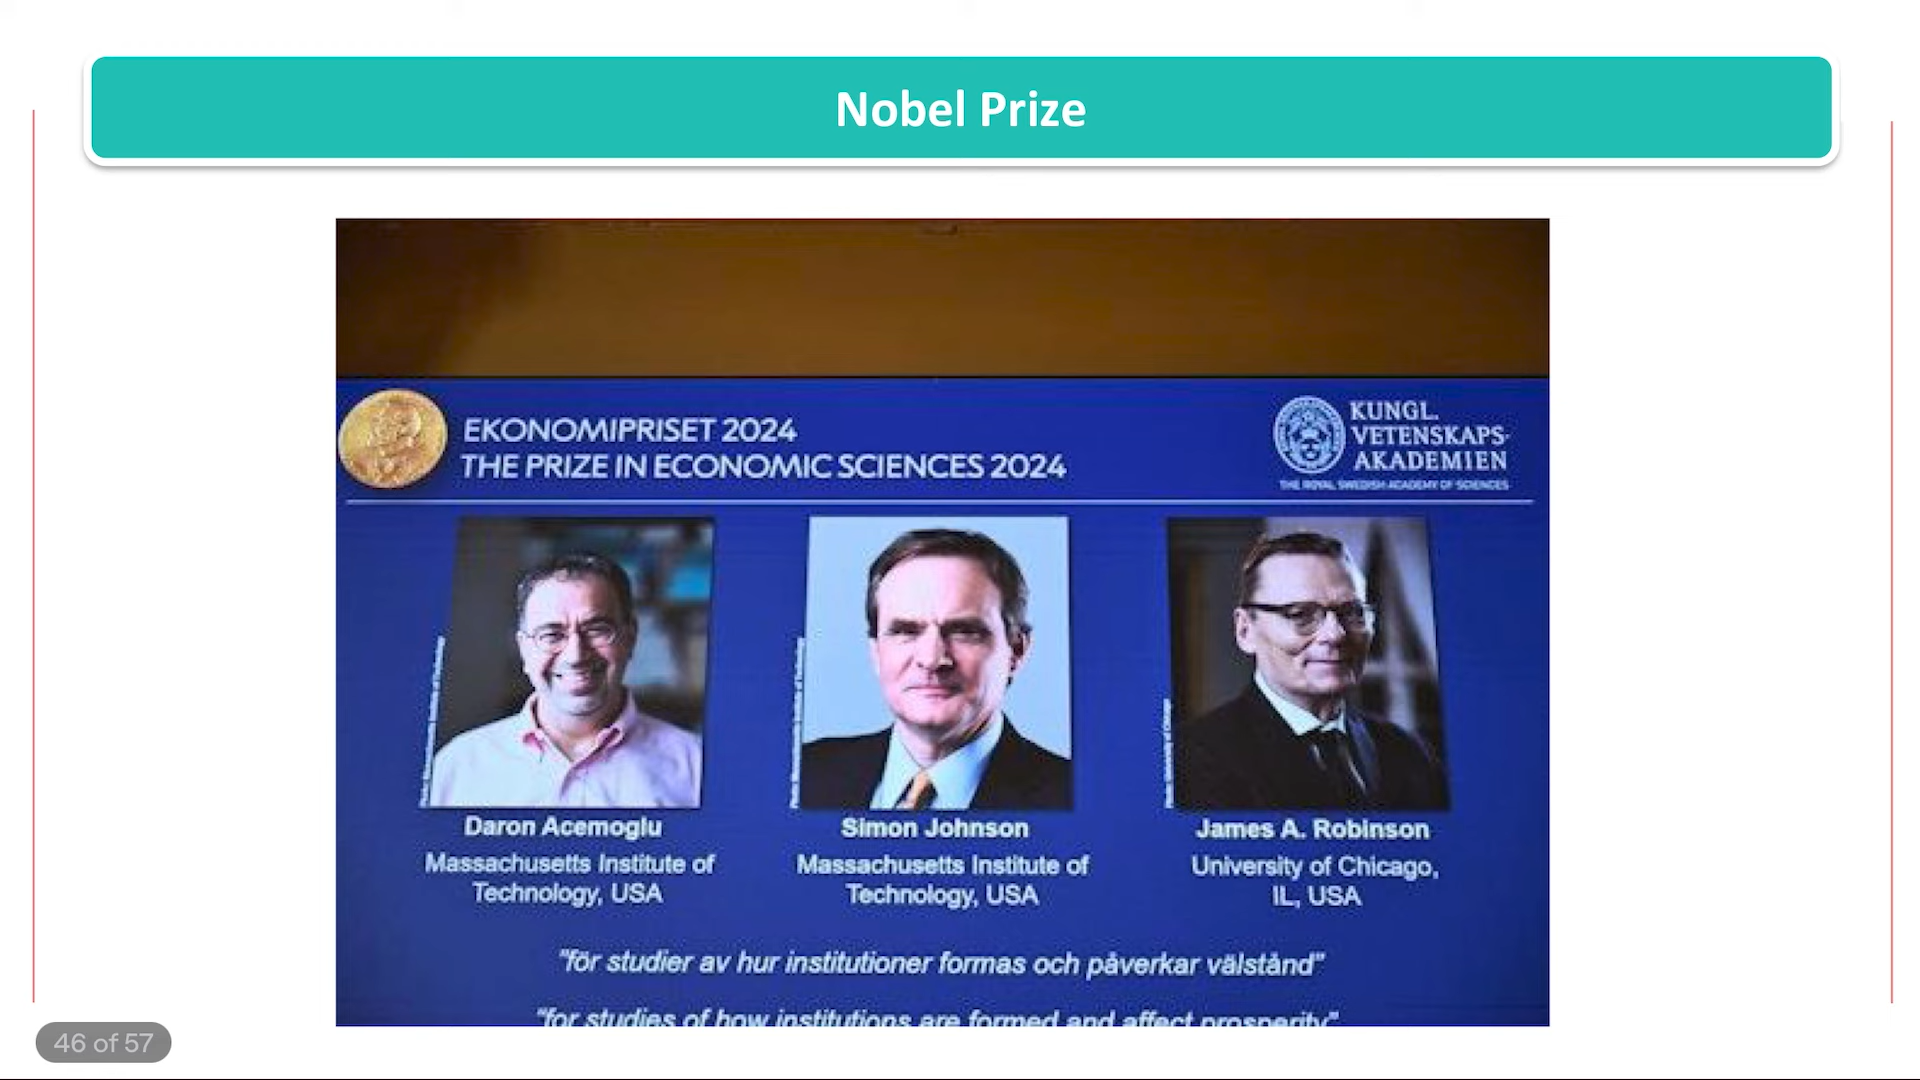 Nobel Prize
EKONOMIPRISET 2024
THE PRIZE IN ECONOMIC SCIENCES 2024
KUNGL.
VETENSKAPS-
AKADEMIEN
THE ROYAL SWEDISH ACADEMY OF SCIENCES
Daron Acemoglu
Massachusetts Institute of
Technology, USA
Simon Johnson
Massachusetts Institute of
Technology, USA
James A. Robinson
University of Chicago,
IL, USA
"för studier av hur institutioner formas och påverkar välstånd"
"for studies of how institutions are formed and affect prosperity"
46 of 57